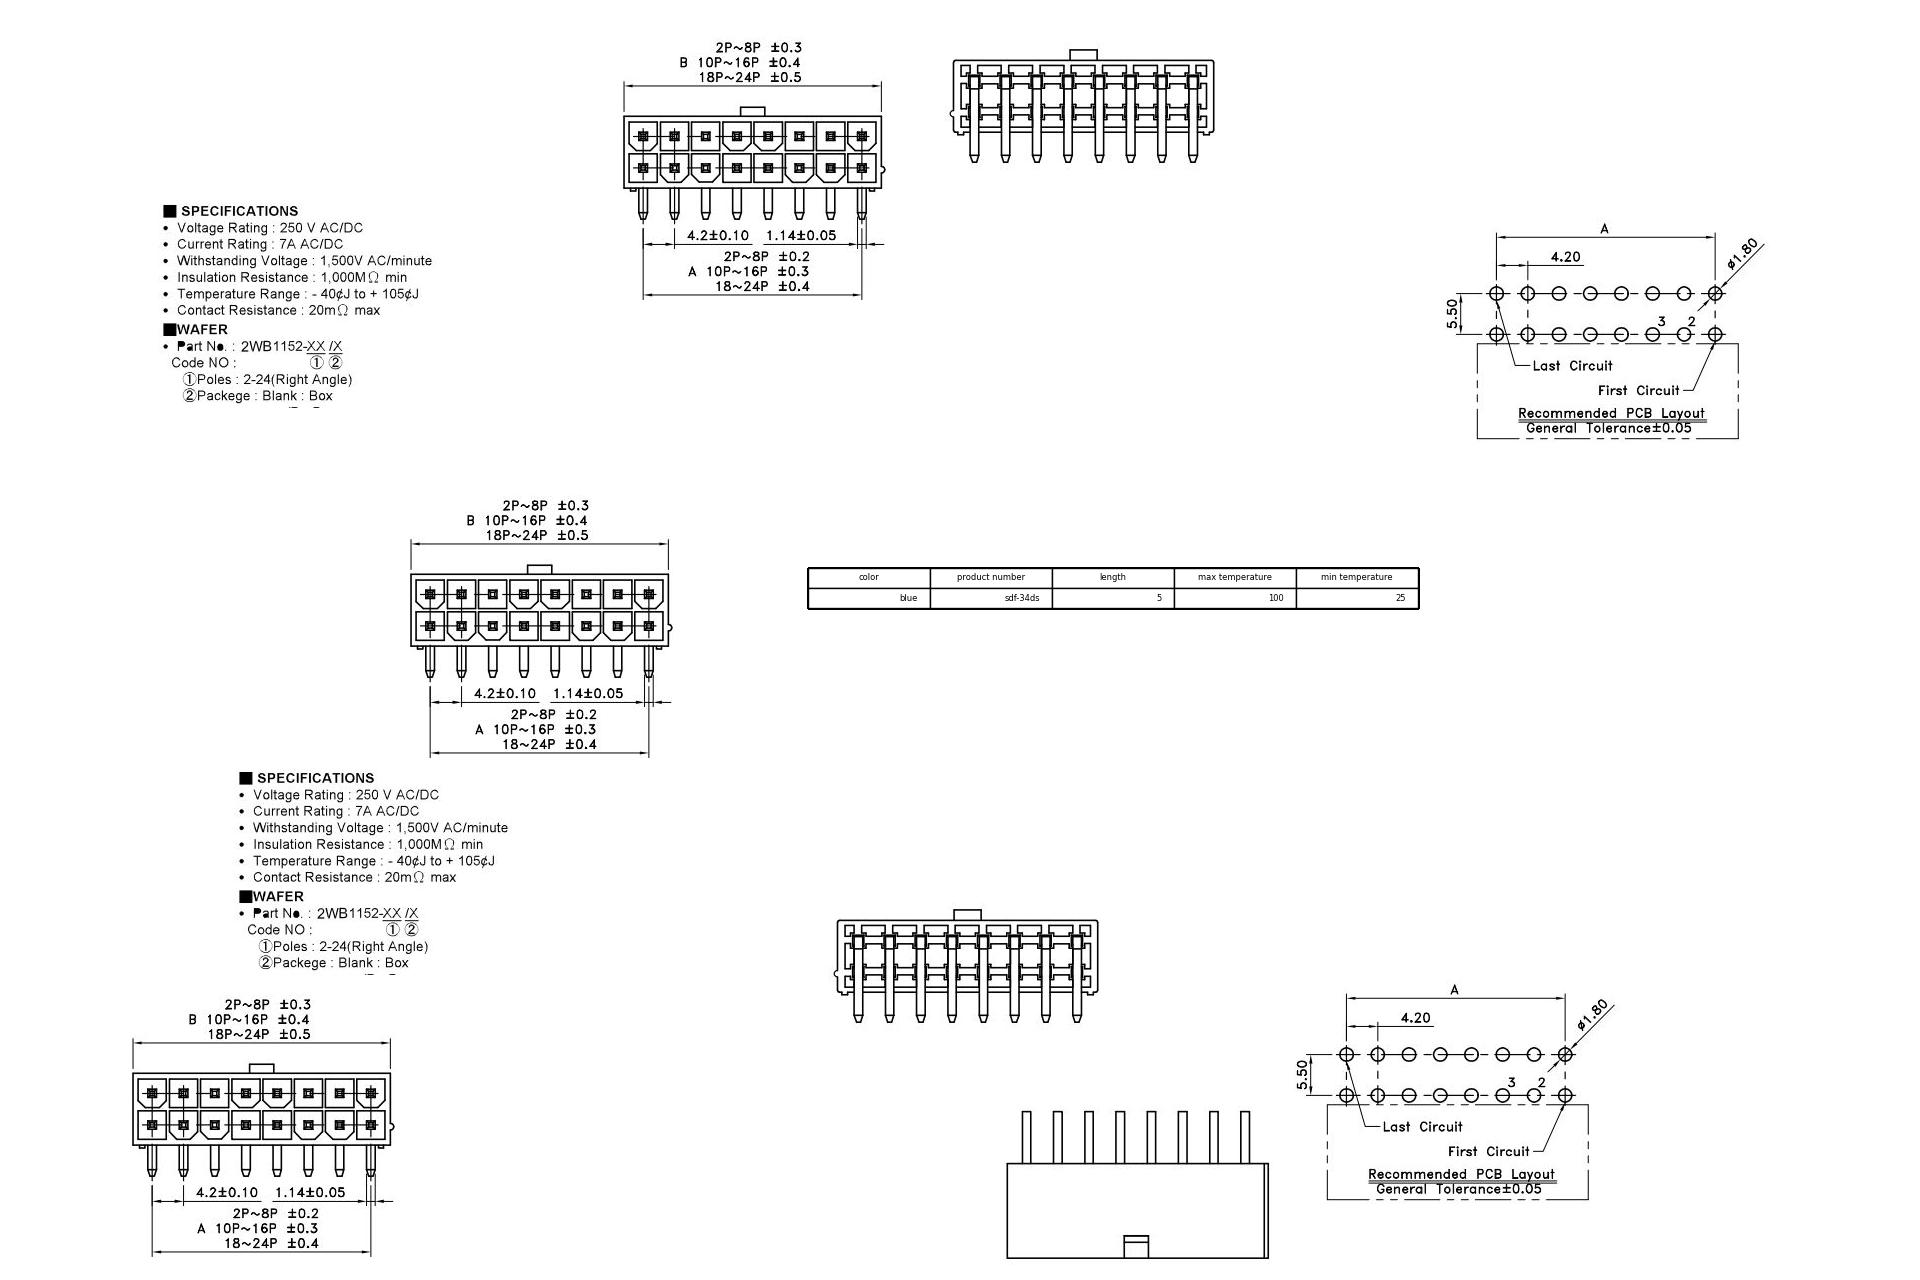 2P~8P ±0.3
B 10P~16P ±0.4
18P~24P ±0.5
4.2±0.10 1.14±0.05
2P~8P ±0.2
A 10P~16P ±0.3
18~24P ±0.4
■ SPECIFICATIONS
• Voltage Rating : 250 V AC/DC
• Current Rating : 7A AC/DC
• Withstanding Voltage : 1,500V AC/minute
• Insulation Resistance : 1,000MΩ min
• Temperature Range : - 40¢J to + 105¢J
• Contact Resistance : 20mΩ max
■WAFER
• Part No. : 2WB1152-XX /X
Code NO : ① ②
①Poles : 2-24(Right Angle)
②Packege : Blank : Box
A
4.20
ø1.80
5.50
3 2
Last Circuit
First Circuit
Recommended PCB Layout
General Tolerance±0.05
2P~8P ±0.3
B 10P~16P ±0.4
18P~24P ±0.5
4.2±0.10 1.14±0.05
2P~8P ±0.2
A 10P~16P ±0.3
18~24P ±0.4
color product number length max temperature min temperature
blue sdf-34ds 5 100 25
■ SPECIFICATIONS
• Voltage Rating : 250 V AC/DC
• Current Rating : 7A AC/DC
• Withstanding Voltage : 1,500V AC/minute
• Insulation Resistance : 1,000MΩ min
• Temperature Range : - 40¢J to + 105¢J
• Contact Resistance : 20mΩ max
■WAFER
• Part No. : 2WB1152-XX /X
Code NO : ① ②
①Poles : 2-24(Right Angle)
②Packege : Blank : Box
2P~8P ±0.3
B 10P~16P ±0.4
18P~24P ±0.5
4.2±0.10 1.14±0.05
2P~8P ±0.2
A 10P~16P ±0.3
18~24P ±0.4
A
4.20
ø1.80
5.50
3 2
Last Circuit
First Circuit
Recommended PCB Layout
General Tolerance±0.05